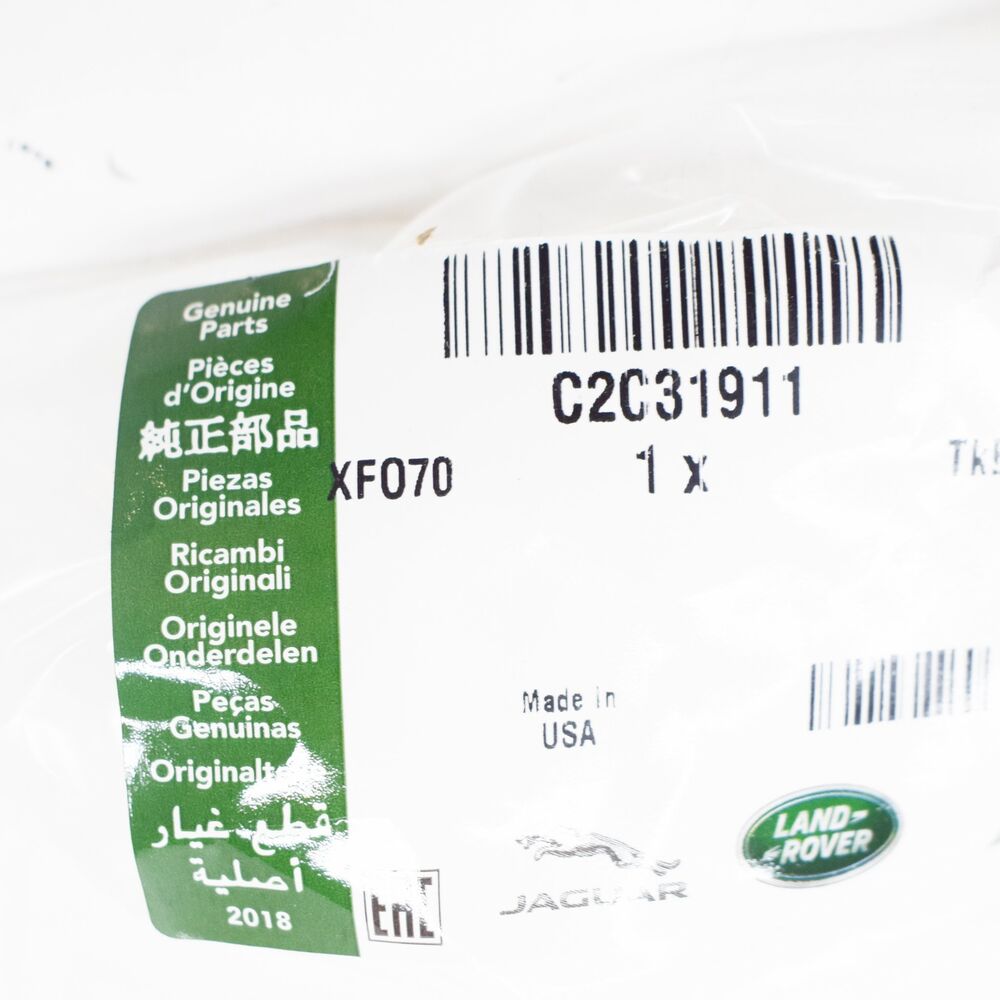 Genuine
Parts
Pièces
d'Origine
純正部品
Piezas
Originales
Ricambi
Originali
Originele
Onderdelen
Peças
Genuinas
قطع غيار
أصلية
2018
C2C31911
XF070
1 x
Made in
USA
EAC
JAGUAR
LAND-
ROVER